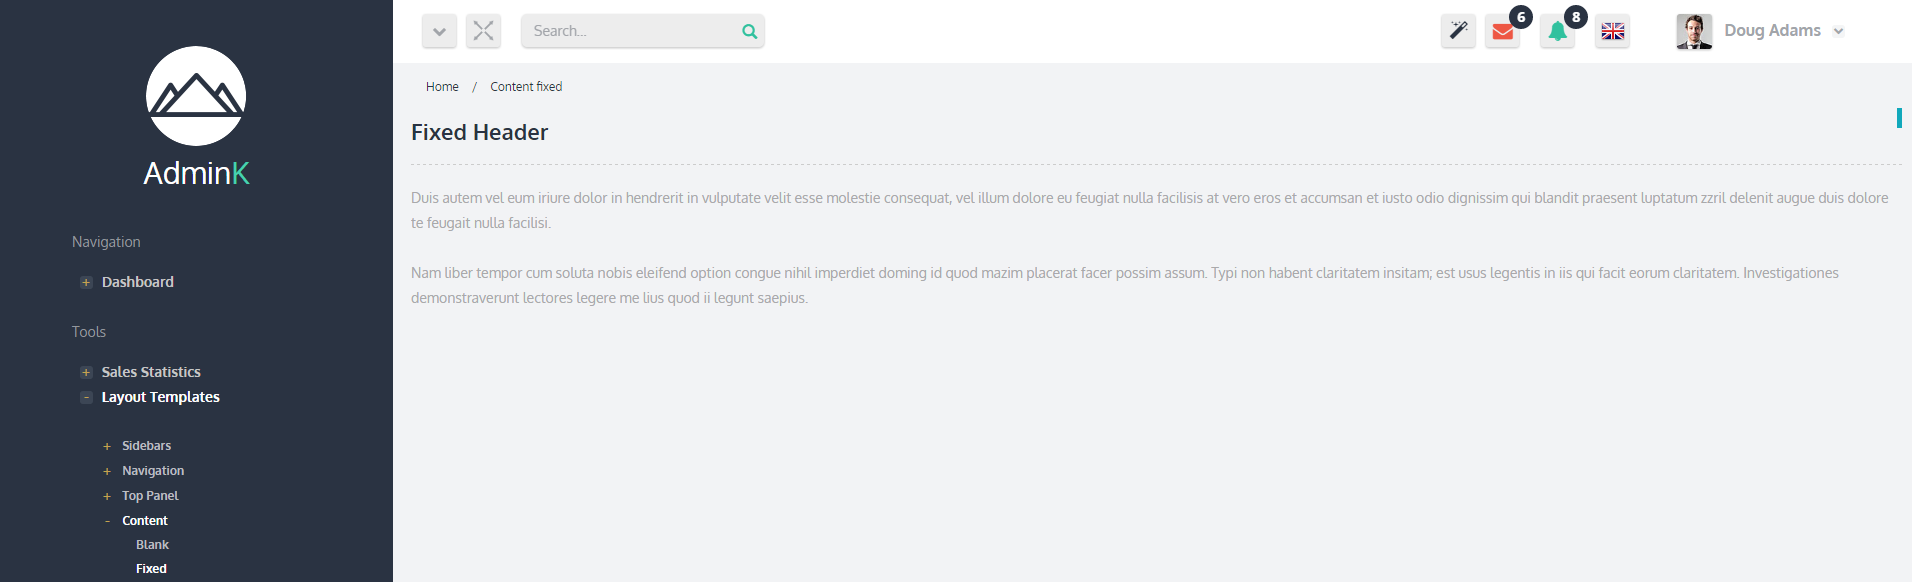 AdminK
Navigation
+ Dashboard
Tools
+ Sales Statistics
- Layout Templates
+ Sidebars
+ Navigation
+ Top Panel
- Content
Blank
Fixed
Search...
6
8
Doug Adams
Home / Content fixed
Fixed Header
Duis autem vel eum iriure dolor in hendrerit in vulputate velit esse molestie consequat, vel illum dolore eu feugiat nulla facilisis at vero eros et accumsan et iusto odio dignissim qui blandit praesent luptatum zzril delenit augue duis dolore
te feugait nulla facilisi.
Nam liber tempor cum soluta nobis eleifend option congue nihil imperdiet doming id quod mazim placerat facer possim assum. Typi non habent claritatem insitam; est usus legentis in iis qui facit eorum claritatem. Investigationes
demonstraverunt lectores legere me lius quod ii legunt saepius.